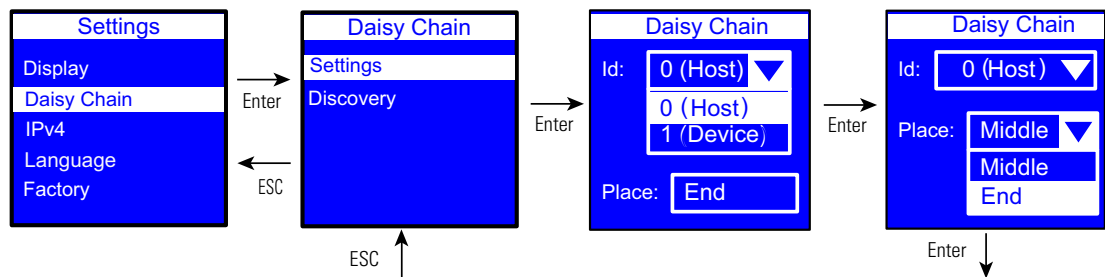 Settings
Display
Daisy Chain
IPv4
Language
Factory
Enter
ESC
Daisy Chain
Settings
Discovery
ESC
Enter
Daisy Chain
Id: 0 (Host)
0 (Host)
1 (Device)
Place: End
Enter
Daisy Chain
Id: 0 (Host)
Place: Middle
Middle
End
Enter